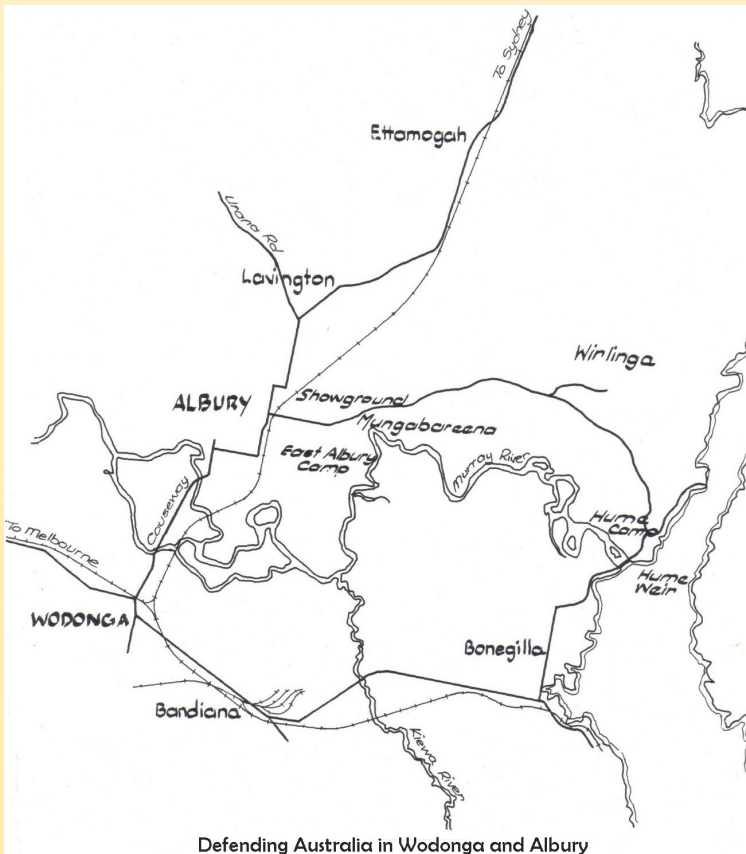 To Sydney
Ettamogah
Urana Rd
Lavington
Wirlinga
ALBURY
Showground
Mungabareena
East Albury
Camp
Murray River
Causeway
To Melbourne
Hume
Camp
Hume
Weir
WODONGA
Bonegilla
Bandiana
Kiewa River
Defending Australia in Wodonga and Albury